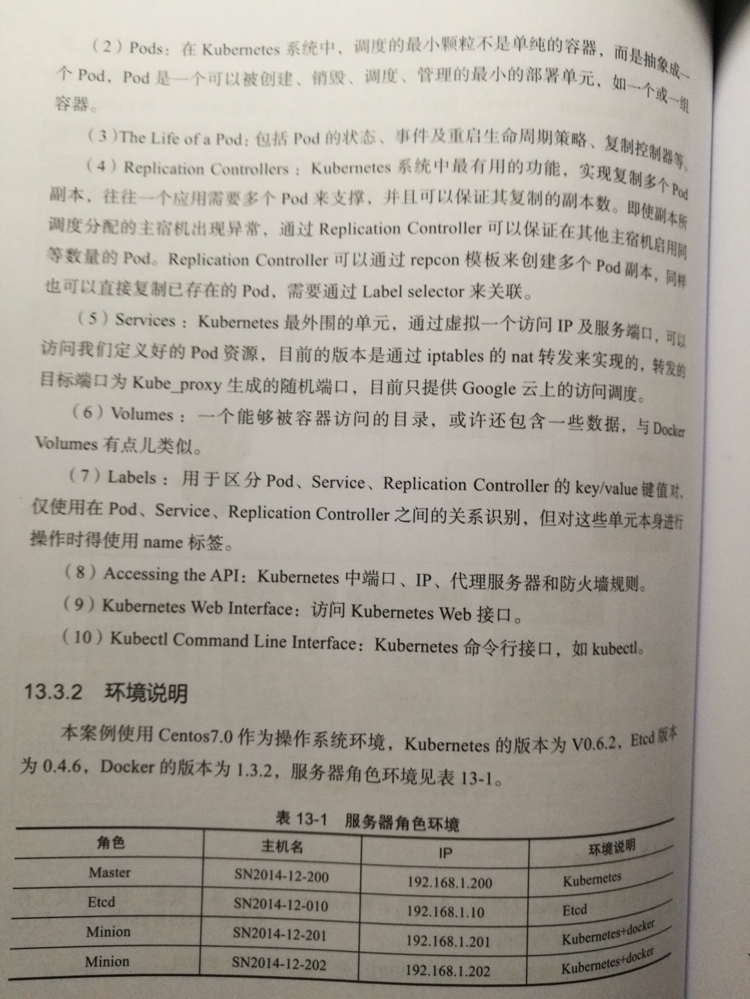 （2）Pods：在 Kubernetes 系统中，调度的最小颗粒不是单纯的容器，而是抽象成一
个 Pod，Pod 是一个可以被创建、销毁、调度、管理的最小的部署单元，如一个或一组
容器。
（3）The Life of a Pod：包括 Pod 的状态、事件及重启生命周期策略、复制控制器等。
（4）Replication Controllers：Kubernetes 系统中最有用的功能，实现复制多个 Pod
副本，往往一个应用需要多个 Pod 来支撑，并且可以保证其复制的副本数。即使副本所
调度分配的主宿机出现异常，通过 Replication Controller 可以保证在其他主宿机启用同
等数量的 Pod。Replication Controller 可以通过 repcon 模板来创建多个 Pod 副本，同样
也可以直接复制已存在的 Pod，需要通过 Label selector 来关联。
（5）Services：Kubernetes 最外围的单元，通过虚拟一个访问 IP 及服务端口，可以
访问我们定义好的 Pod 资源，目前的版本是通过 iptables 的 nat 转发来实现的，转发的
目标端口为 Kube_proxy 生成的随机端口，目前只提供 Google 云上的访问调度。
（6）Volumes：一个能够被容器访问的目录，或许还包含一些数据，与 Docker
Volumes 有点儿类似。
（7）Labels：用于区分 Pod、Service、Replication Controller 的 key/value 键值对，
仅使用在 Pod、Service、Replication Controller 之间的关系识别，但对这些单元本身进行
操作时得使用 name 标签。
（8）Accessing the API：Kubernetes 中端口、IP、代理服务器和防火墙规则。
（9）Kubernetes Web Interface：访问 Kubernetes Web 接口。
（10）Kubectl Command Line Interface：Kubernetes 命令行接口，如 kubectl。
13.3.2 环境说明
本案例使用 Centos7.0 作为操作系统环境，Kubernetes 的版本为 V0.6.2，Etcd 版本
为 0.4.6，Docker 的版本为 1.3.2，服务器角色环境见表 13-1。
表 13-1 服务器角色环境
角色 主机名 IP 环境说明
Master SN2014-12-200 192.168.1.200 Kubernetes
Etcd SN2014-12-010 192.168.1.10 Etcd
Minion SN2014-12-201 192.168.1.201 Kubernetes+docker
Minion SN2014-12-202 192.168.1.202 Kubernetes+docker